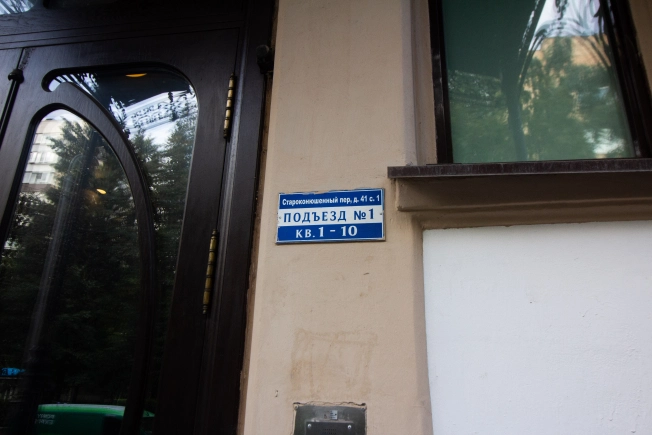 Староконюшенный пер, д. 41 с. 1
ПОДЪЕЗД №1
КВ. 1 - 10